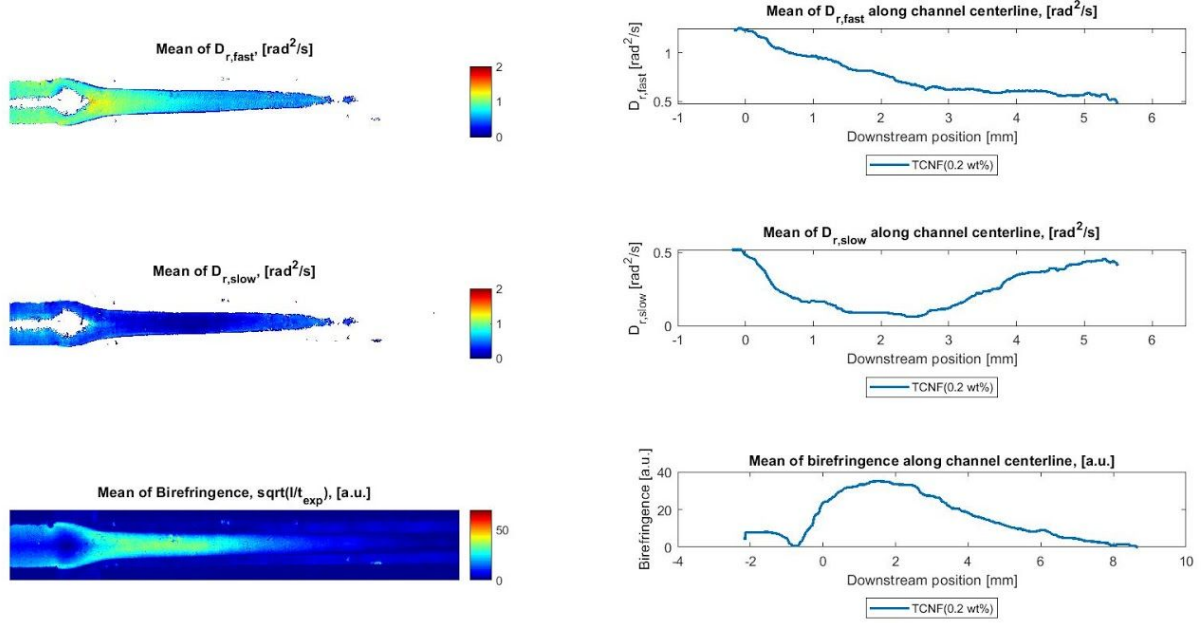 Mean of D_r,fast, [rad²/s]
2
1
0
Mean of D_r,fast along channel centerline, [rad²/s]
D_r,fast [rad²/s]
1
0.5
-1 0 1 2 3 4 5 6
Downstream position [mm]
TCNF(0.2 wt%)
Mean of D_r,slow, [rad²/s]
2
1
0
Mean of D_r,slow along channel centerline, [rad²/s]
D_r,slow [rad²/s]
0.5
0
-1 0 1 2 3 4 5 6
Downstream position [mm]
TCNF(0.2 wt%)
Mean of Birefringence, sqrt(I/t_exp), [a.u.]
50
0
Mean of birefringence along channel centerline, [a.u.]
Birefringence [a.u.]
40
20
0
-4 -2 0 2 4 6 8 10
Downstream position [mm]
TCNF(0.2 wt%)